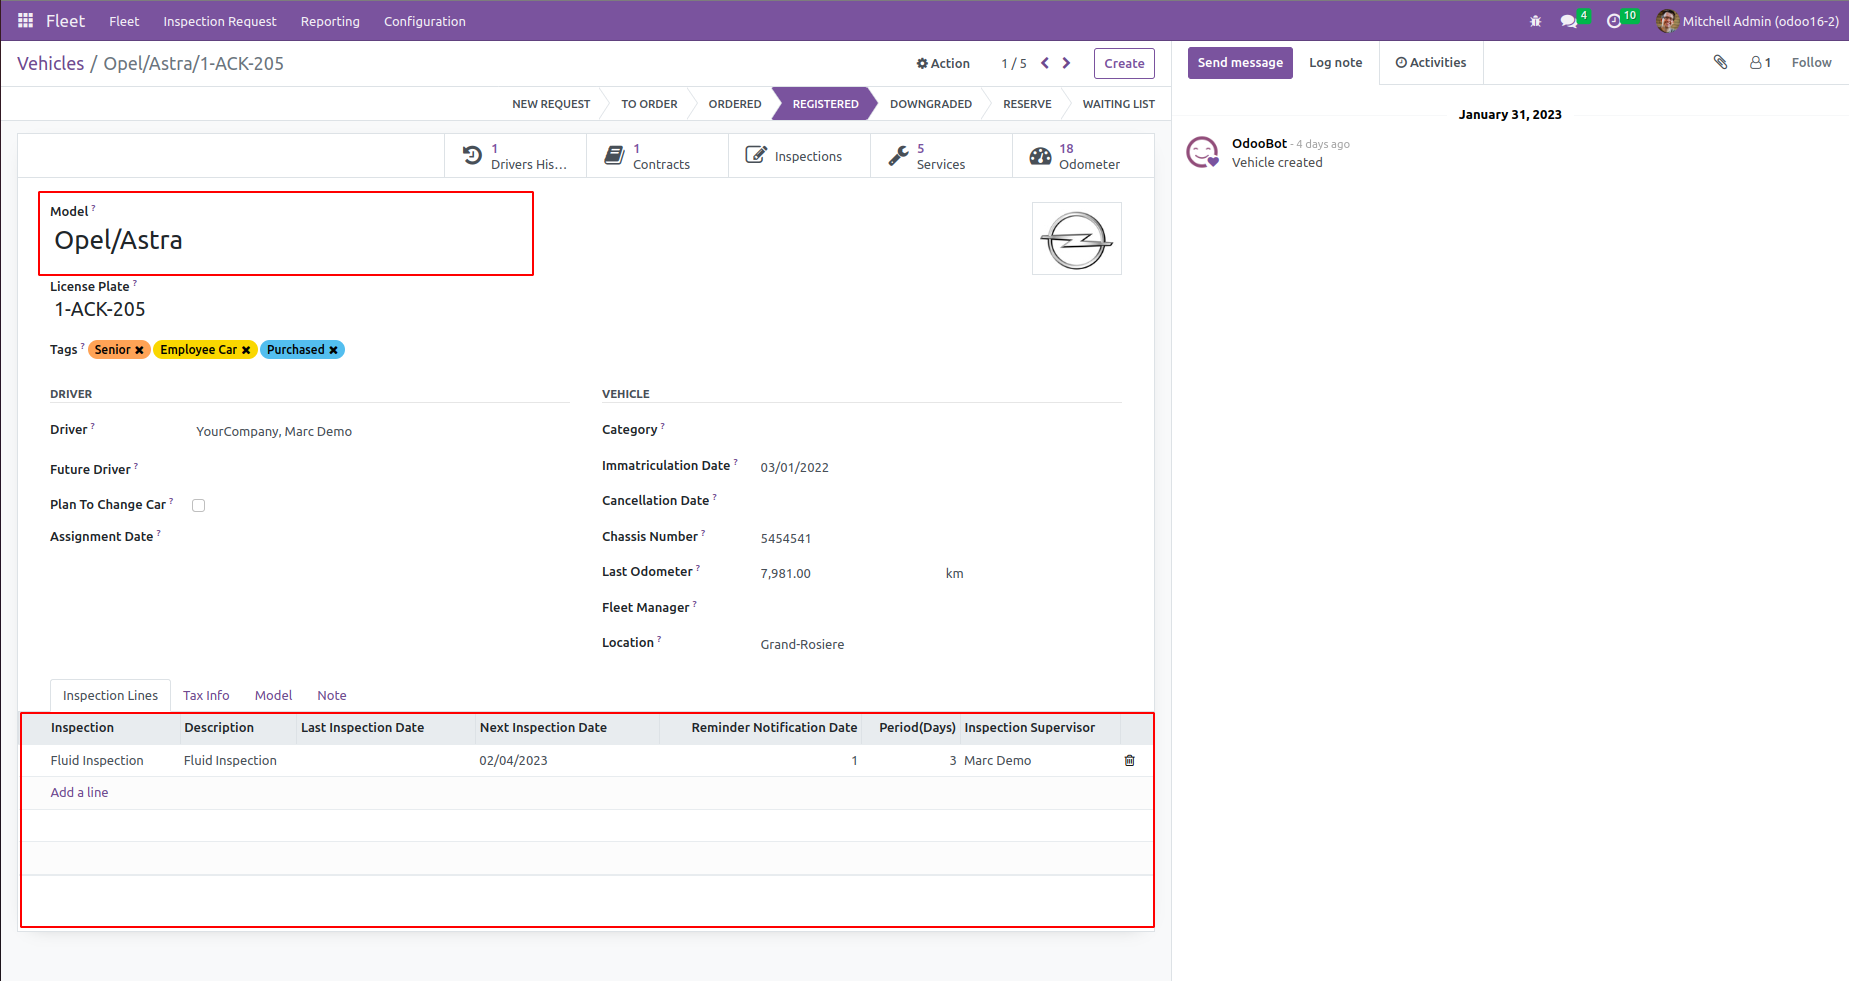 Fleet Fleet Inspection Request Reporting Configuration 4 10 Mitchell Admin (odoo16-2)
Vehicles / Opel/Astra/1-ACK-205 Action 1 / 5 Create
Send message Log note Activities 1 Follow
NEW REQUEST TO ORDER ORDERED REGISTERED DOWNGRADED RESERVE WAITING LIST
January 31, 2023
OdooBot - 4 days ago
Vehicle created
1 Drivers His...
1 Contracts
Inspections
5 Services
18 Odometer
Model ?
Opel/Astra
License Plate ?
1-ACK-205
Tags ? Senior Employee Car Purchased
DRIVER
Driver ? YourCompany, Marc Demo
Future Driver ?
Plan To Change Car ?
Assignment Date ?
VEHICLE
Category ?
Immatriculation Date ? 03/01/2022
Cancellation Date ?
Chassis Number ? 5454541
Last Odometer ? 7,981.00 km
Fleet Manager ?
Location ? Grand-Rosiere
Inspection Lines Tax Info Model Note
Inspection Description Last Inspection Date Next Inspection Date Reminder Notification Date Period(Days) Inspection Supervisor
Fluid Inspection Fluid Inspection 02/04/2023 1 3 Marc Demo
Add a line